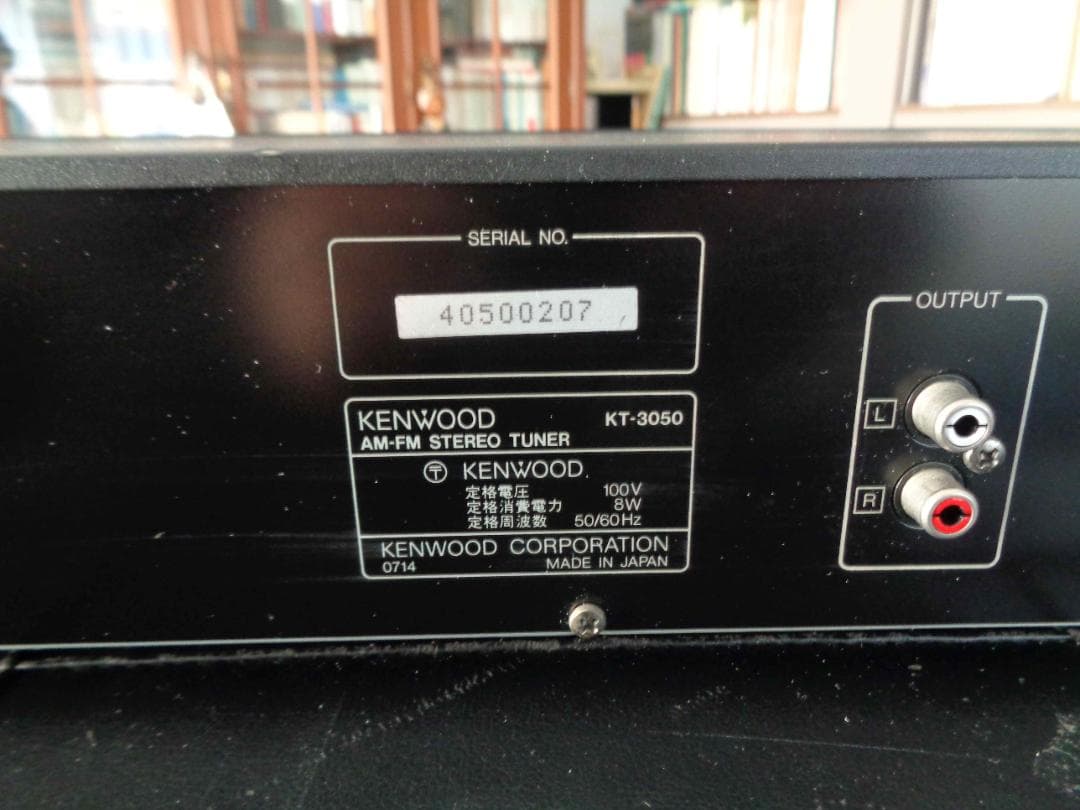 SERIAL NO.
40500207
KENWOOD KT-3050
AM-FM STEREO TUNER
〒 KENWOOD
定格電圧 100V
定格消費電力 8W
定格周波数 50/60Hz
KENWOOD CORPORATION
0714 MADE IN JAPAN
OUTPUT
L
R